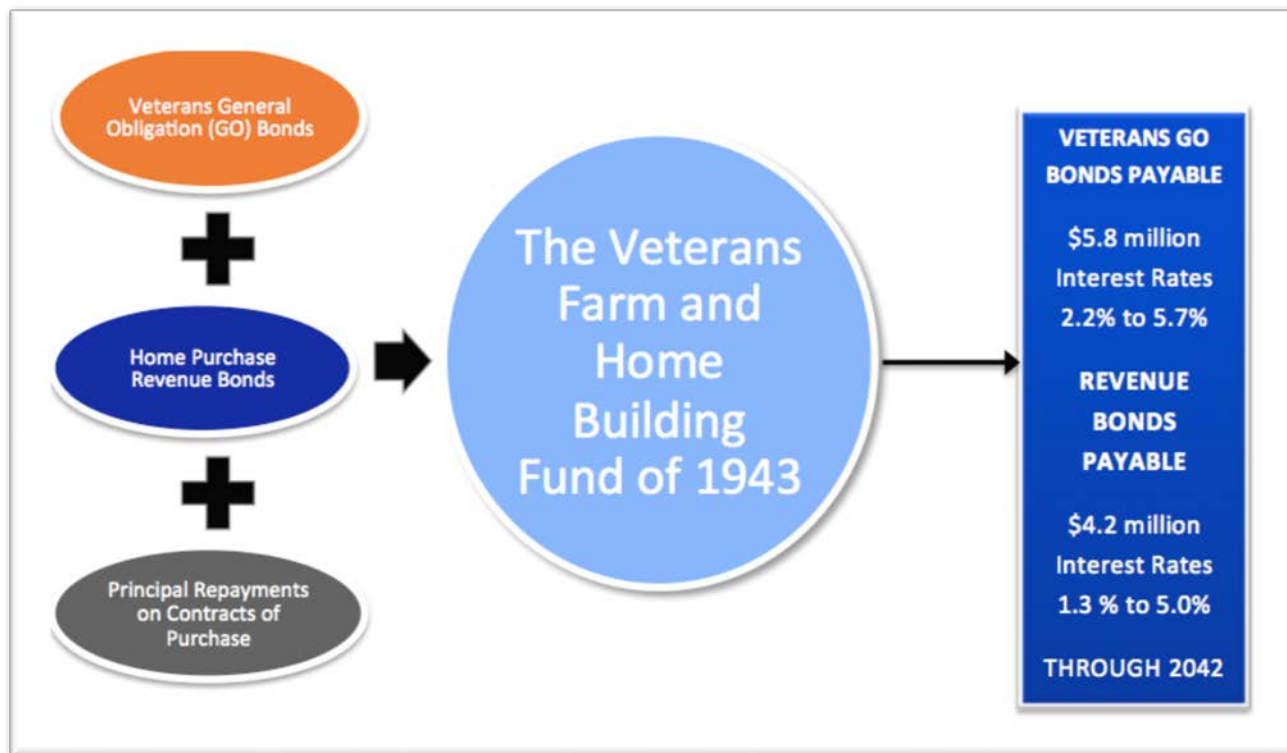 Veterans General
Obligation (GO) Bonds
Home Purchase
Revenue Bonds
Principal Repayments
on Contracts of
Purchase
The Veterans
Farm and
Home
Building
Fund of 1943
VETERANS GO
BONDS PAYABLE
$5.8 million
Interest Rates
2.2% to 5.7%
REVENUE
BONDS
PAYABLE
$4.2 million
Interest Rates
1.3 % to 5.0%
THROUGH 2042